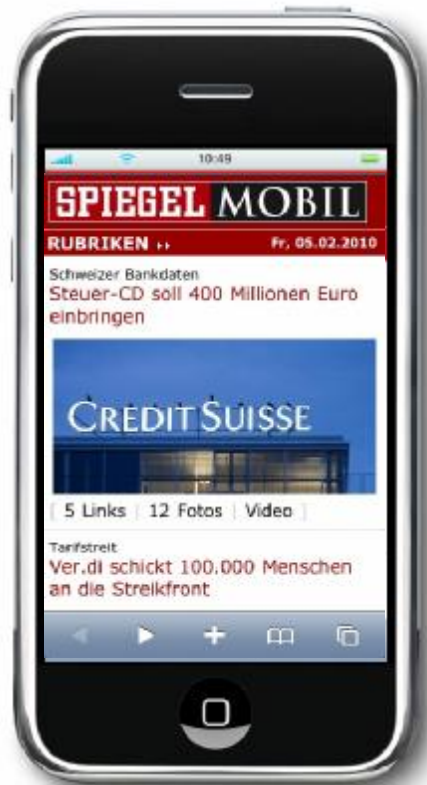 10:49
SPIEGEL MOBIL
RUBRIKEN Fr, 05.02.2010
Schweizer Bankdaten
Steuer-CD soll 400 Millionen Euro
einbringen
CREDIT SUISSE
[ 5 Links | 12 Fotos | Video ]
Tarifstreit
Ver.di schickt 100.000 Menschen
an die Streikfront